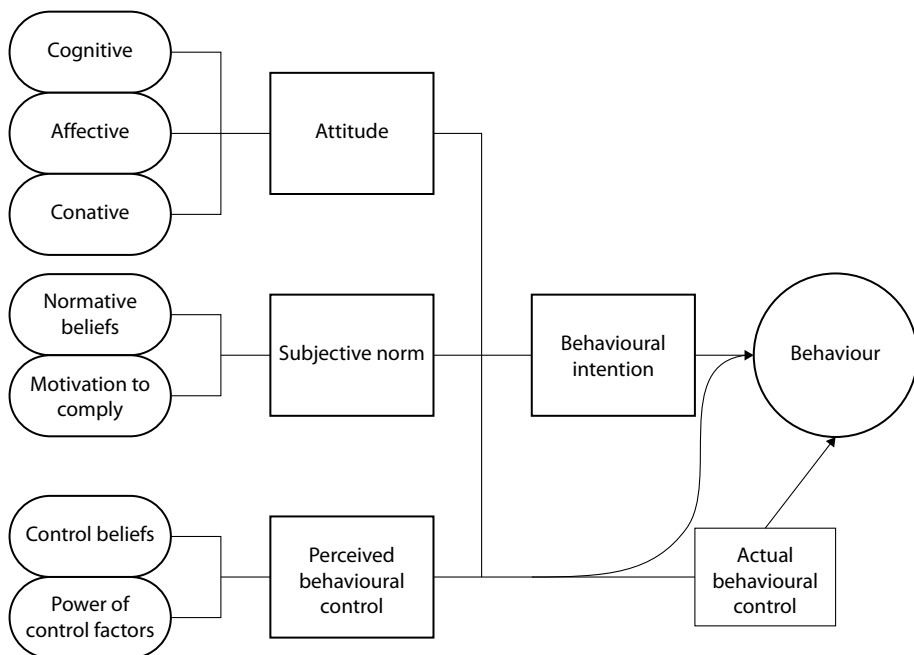 Cognitive
Affective
Conative
Attitude
Normative
beliefs
Motivation to
comply
Subjective norm
Behavioural
intention
Behaviour
Control beliefs
Power of
control factors
Perceived
behavioural
control
Actual
behavioural
control